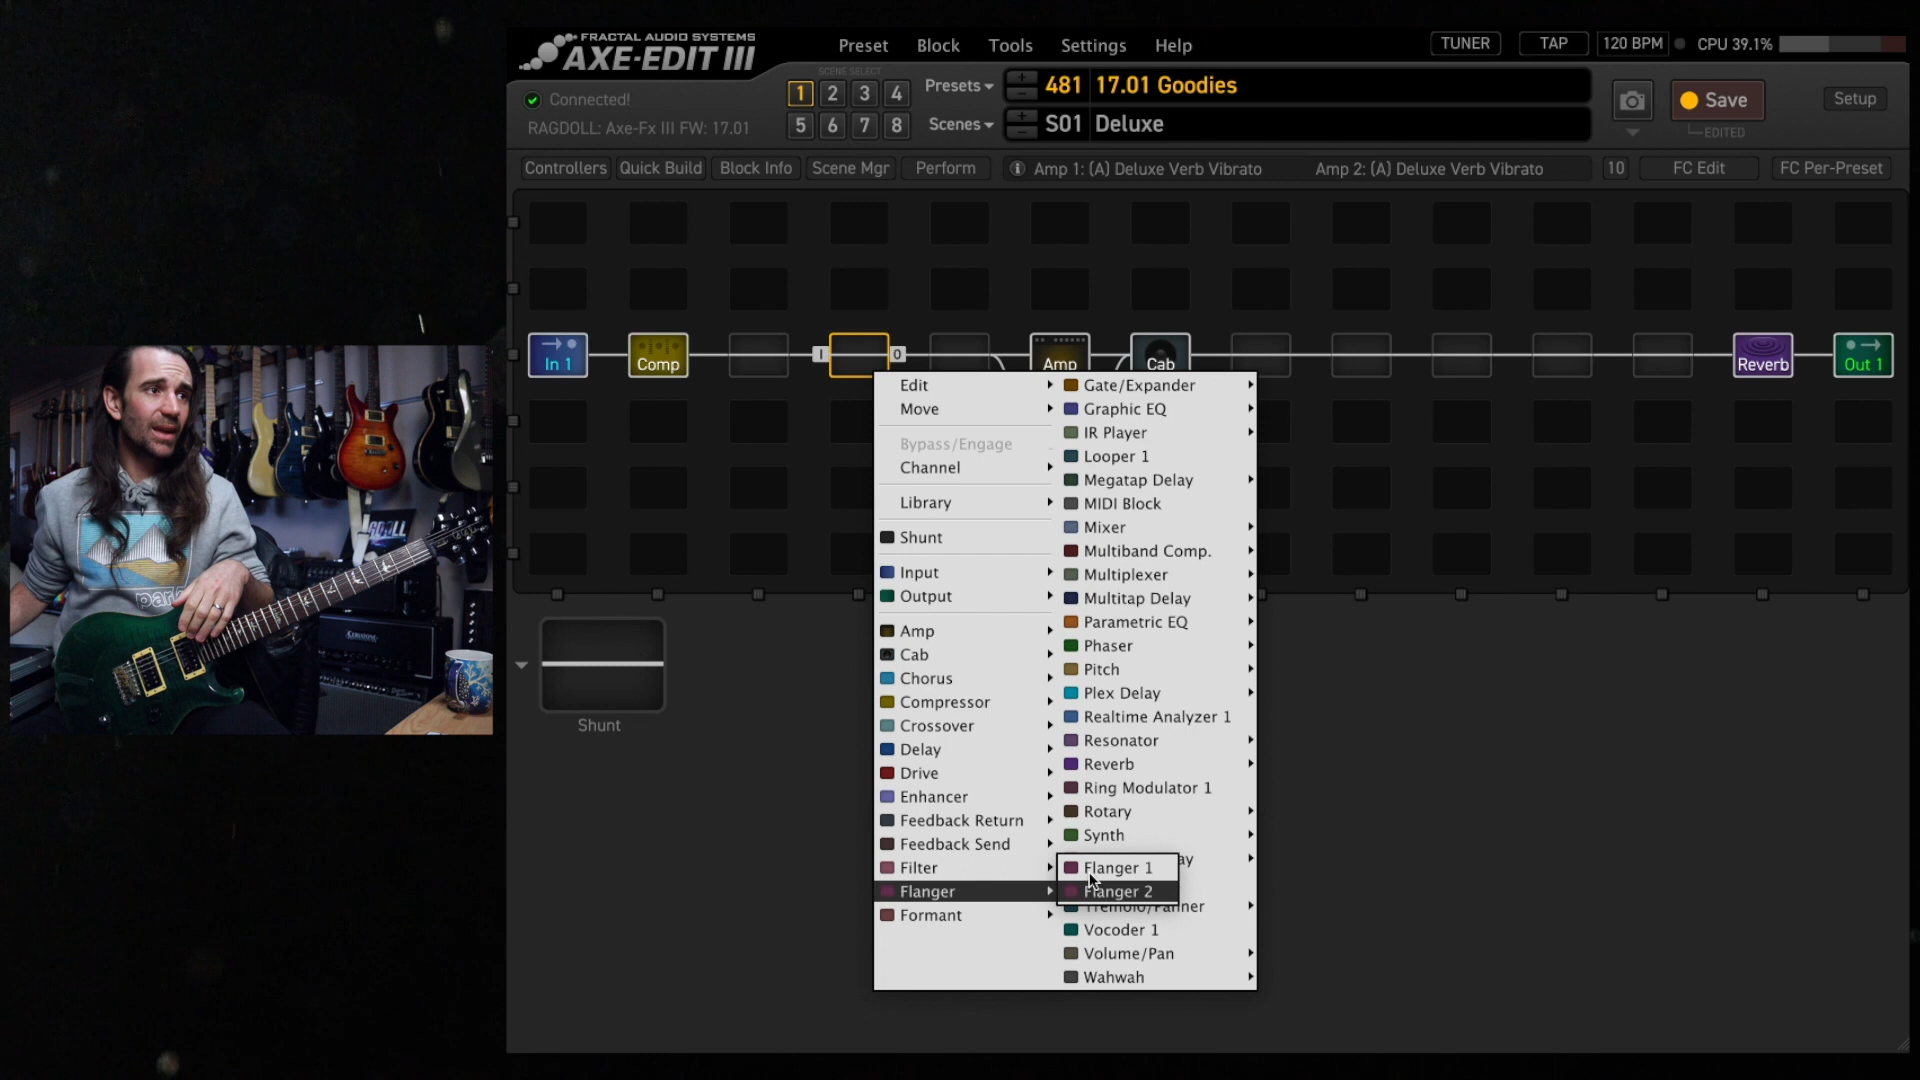 FRACTAL AUDIO SYSTEMS
AXE-EDIT III
Preset Block Tools Settings Help
TUNER TAP 120 BPM CPU 39.1%
Connected!
RAGDOLL: Axe-Fx III FW: 17.01
SCENE SELECT
1 2 3 4
5 6 7 8
Presets
481 17.01 Goodies
Scenes
S01 Deluxe
Save
EDITED
Setup
Controllers Quick Build Block Info Scene Mgr Perform
Amp 1: (A) Deluxe Verb Vibrato Amp 2: (A) Deluxe Verb Vibrato
10 FC Edit FC Per-Preset
In 1 Comp I O Amp Cab Reverb Out 1
Shunt
Edit
Move
Bypass/Engage
Channel
Library
Shunt
Input
Output
Amp
Cab
Chorus
Compressor
Crossover
Delay
Drive
Enhancer
Feedback Return
Feedback Send
Filter
Flanger
Formant
Gate/Expander
Graphic EQ
IR Player
Looper 1
Megatap Delay
MIDI Block
Mixer
Multiband Comp.
Multiplexer
Multitap Delay
Parametric EQ
Phaser
Pitch
Plex Delay
Realtime Analyzer 1
Resonator
Reverb
Ring Modulator 1
Rotary
Synth
Flanger 1
Flanger 2
Tremolo/Panner
Vocoder 1
Volume/Pan
Wahwah